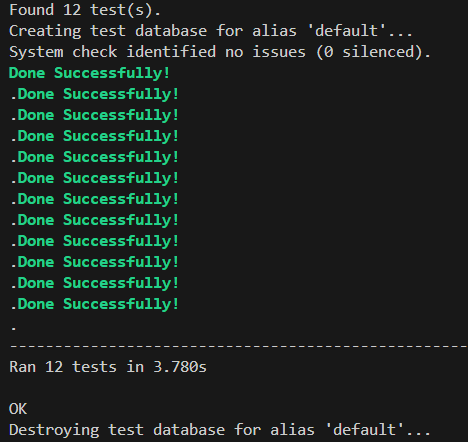 Found 12 test(s).
Creating test database for alias 'default'...
System check identified no issues (0 silenced).
Done Successfully!
.Done Successfully!
.Done Successfully!
.Done Successfully!
.Done Successfully!
.Done Successfully!
.Done Successfully!
.Done Successfully!
.Done Successfully!
.Done Successfully!
.Done Successfully!
.Done Successfully!
.
--------------------------------------------------
Ran 12 tests in 3.780s
OK
Destroying test database for alias 'default'...